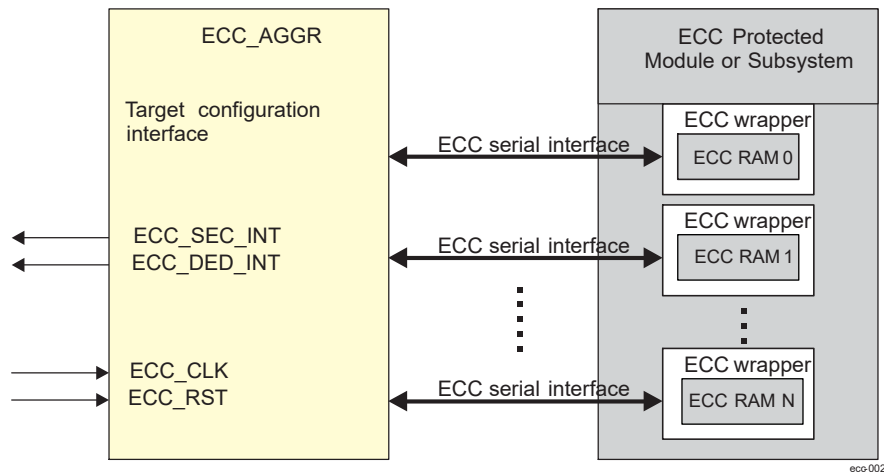 ECC_AGGR
Target configuration
interface
ECC_SEC_INT
ECC_DED_INT
ECC_CLK
ECC_RST
ECC serial interface
ECC serial interface
ECC serial interface
ECC Protected
Module or Subsystem
ECC wrapper
ECC RAM 0
ECC wrapper
ECC RAM 1
ECC wrapper
ECC RAM N
ecc-002